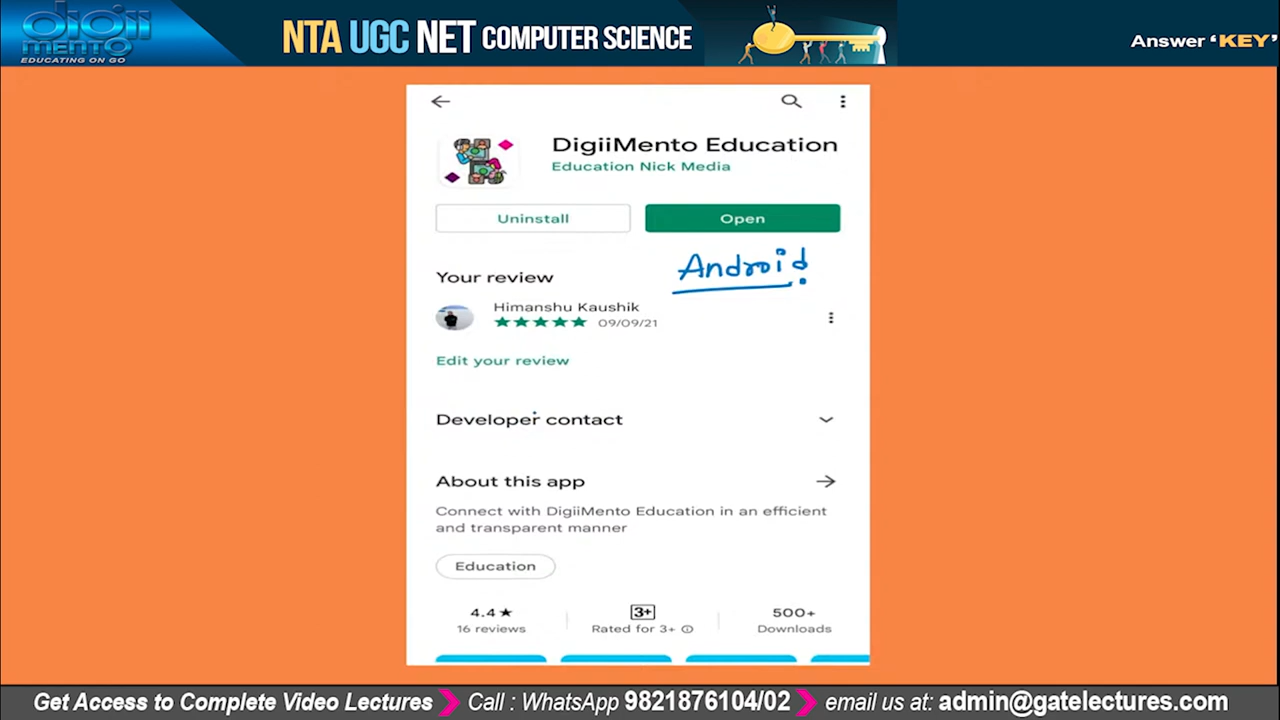 digii
MENTO
EDUCATING ON GO
NTA UGC NET COMPUTER SCIENCE
Answer ‘KEY’
DigiiMento Education
Education Nick Media
Uninstall
Open
Android
Your review
Himanshu Kaushik
★★★★★ 09/09/21
Edit your review
Developer contact
About this app
Connect with DigiiMento Education in an efficient
and transparent manner
Education
4.4★
16 reviews
3+
Rated for 3+
500+
Downloads
Get Access to Complete Video Lectures Call : WhatsApp 9821876104/02 email us at: admin@gatelectures.com